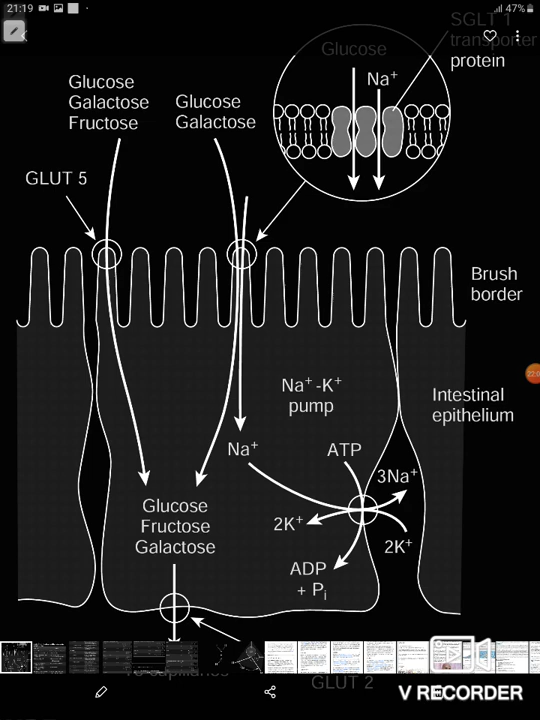 21:19
47%
SGLT 1
transporter
protein
Glucose
Na⁺
Glucose
Galactose
Fructose
Glucose
Galactose
GLUT 5
Brush
border
Na⁺-K⁺
pump
Intestinal
epithelium
Na⁺
ATP
3Na⁺
Glucose
Fructose
Galactose
2K⁺
2K⁺
ADP
+ Pᵢ
GLUT 2
V RECORDER